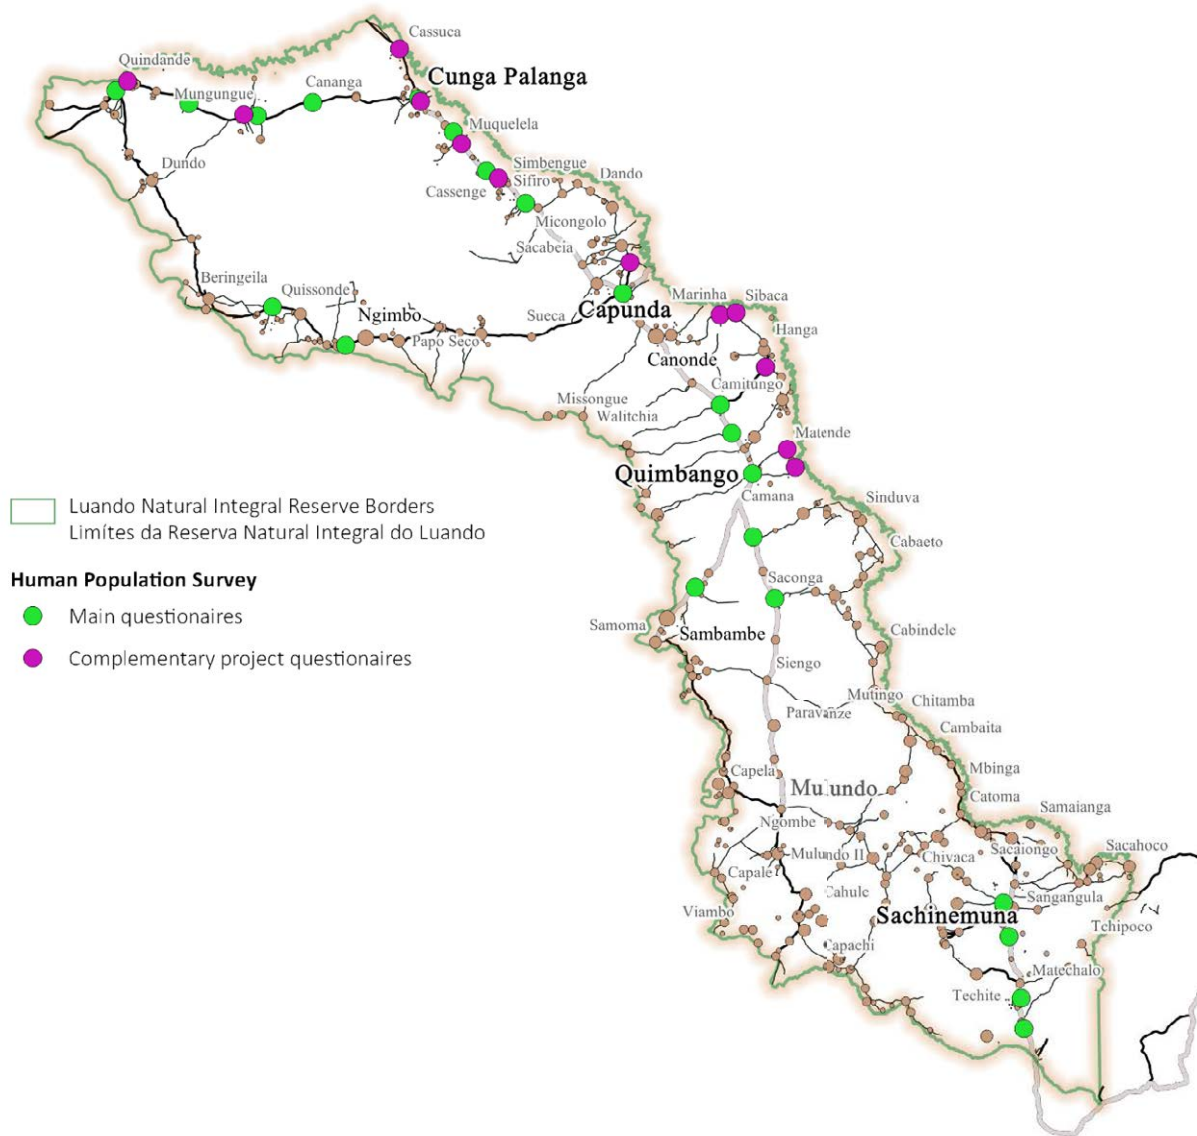 Cassuca
Quindande
Cunga Palanga
Cananga
Mungungue
Muquelela
Simbengue
Dundo
Sifiro
Dando
Cassenge
Micongolo
Sacabeia
Beringeila
Quissonde
Marinha
Sibaca
Capunda
Ngimbo
Sueca
Hanga
Papo Seco
Canonde
Camitungo
Missongue
Walitchia
Matende
Quimbango
Camana
Sinduva
Luando Natural Integral Reserve Borders
Limítes da Reserva Natural Integral do Luando
Cabaeto
Human Population Survey
Saconga
Main questionaires
Samoma
Sambambe
Cabindele
Complementary project questionaires
Siengo
Mutingo
Chitamba
Paravanze
Cambaita
Capela
Mbinga
Mulundo
Catoma
Samaianga
Ngombe
Sacaiongo
Sacahoco
Mulundo II
Chivaca
Capale
Cahulc
Sangangula
Viambo
Sachinemuna
Tchipoco
Capachi
Matechalo
Techite